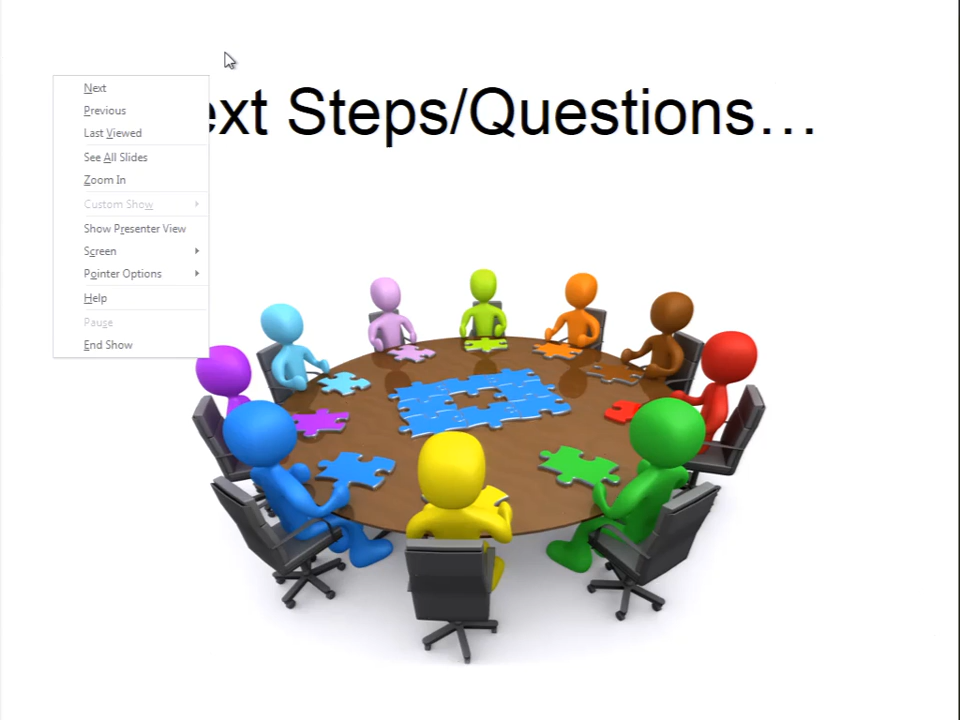 Next
Previous
Last Viewed
See All Slides
Zoom In
Custom Show
Show Presenter View
Screen
Pointer Options
Help
Pause
End Show
ext Steps/Questions…